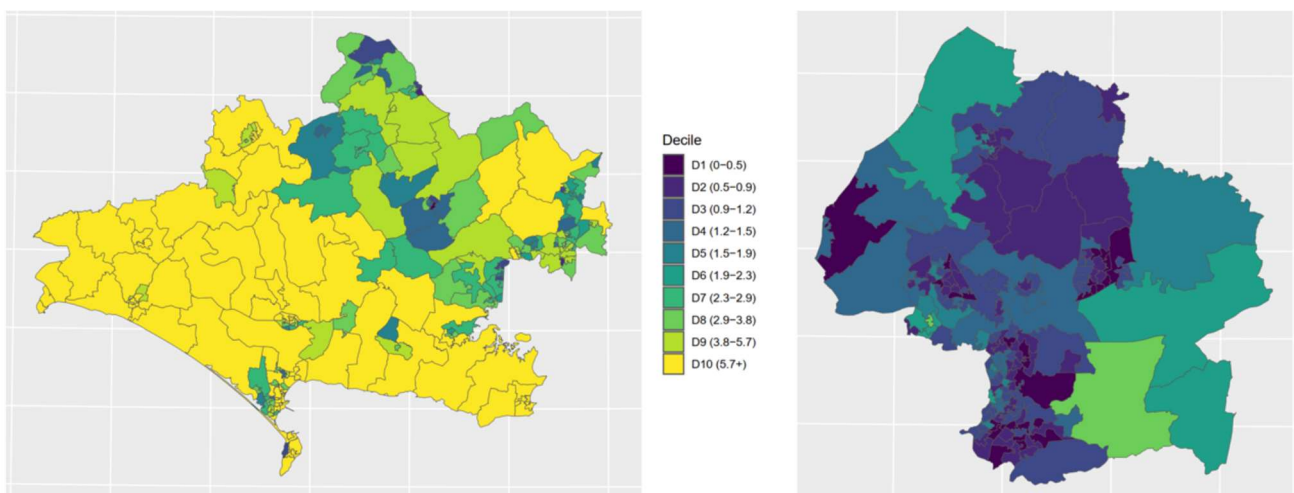 Decile
D1 (0−0.5)
D2 (0.5−0.9)
D3 (0.9−1.2)
D4 (1.2−1.5)
D5 (1.5−1.9)
D6 (1.9−2.3)
D7 (2.3−2.9)
D8 (2.9−3.8)
D9 (3.8−5.7)
D10 (5.7+)